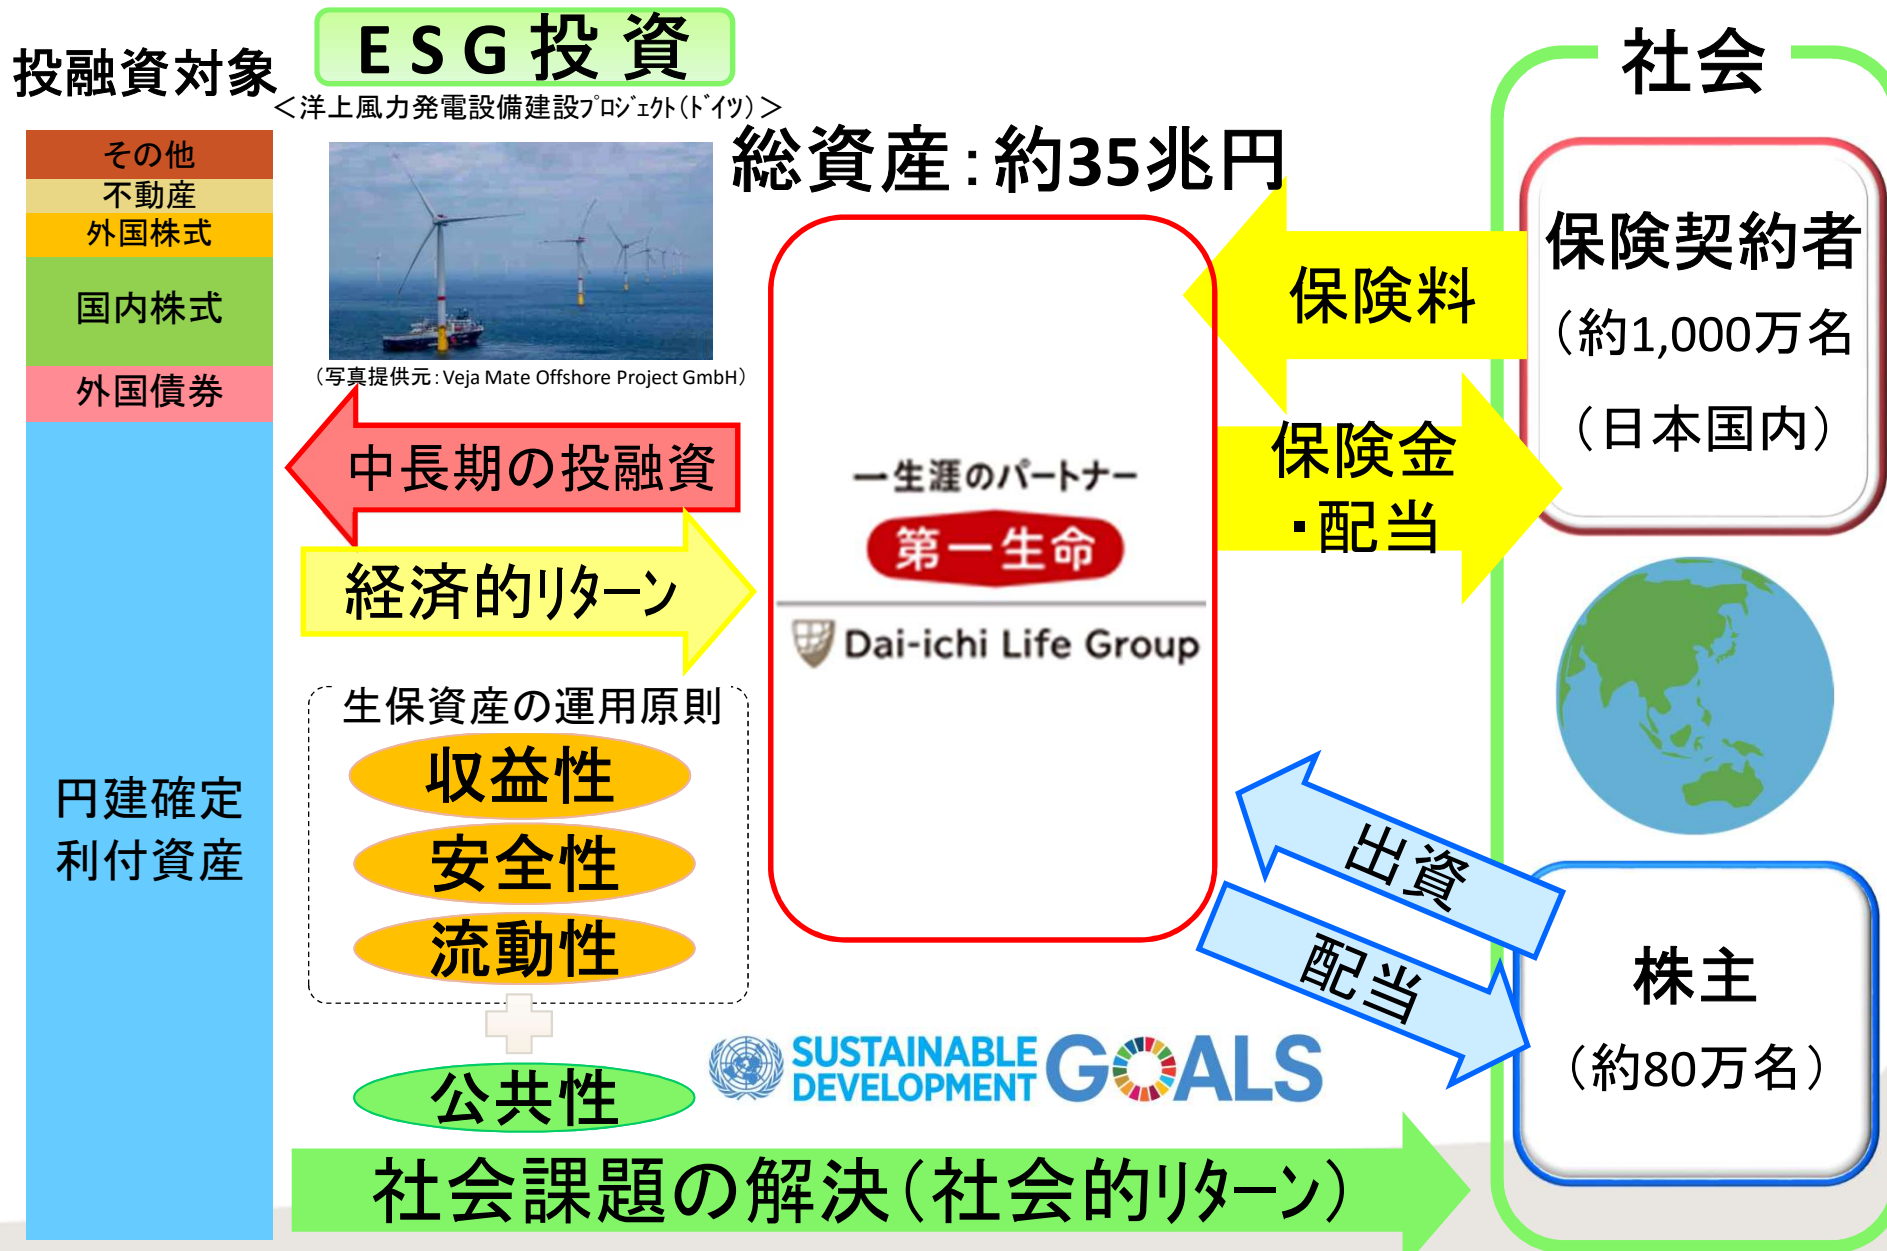 投融資対象
ESG投資
＜洋上風力発電設備建設ﾌﾟﾛｼﾞｪｸﾄ(ﾄﾞｲﾂ)＞
その他
不動産
外国株式
国内株式
外国債券
円建確定
利付資産
（写真提供元：Veja Mate Offshore Project GmbH）
中長期の投融資
経済的ﾘﾀｰﾝ
生保資産の運用原則
収益性
安全性
流動性
公共性
総資産：約35兆円
一生涯のパートナー
第一生命
Dai-ichi Life Group
保険料
保険金
・配当
出資
配当
社会
保険契約者
（約1,000万名
（日本国内）
株主
（約80万名）
SUSTAINABLE
DEVELOPMENT
GOALS
社会課題の解決（社会的ﾘﾀｰﾝ）